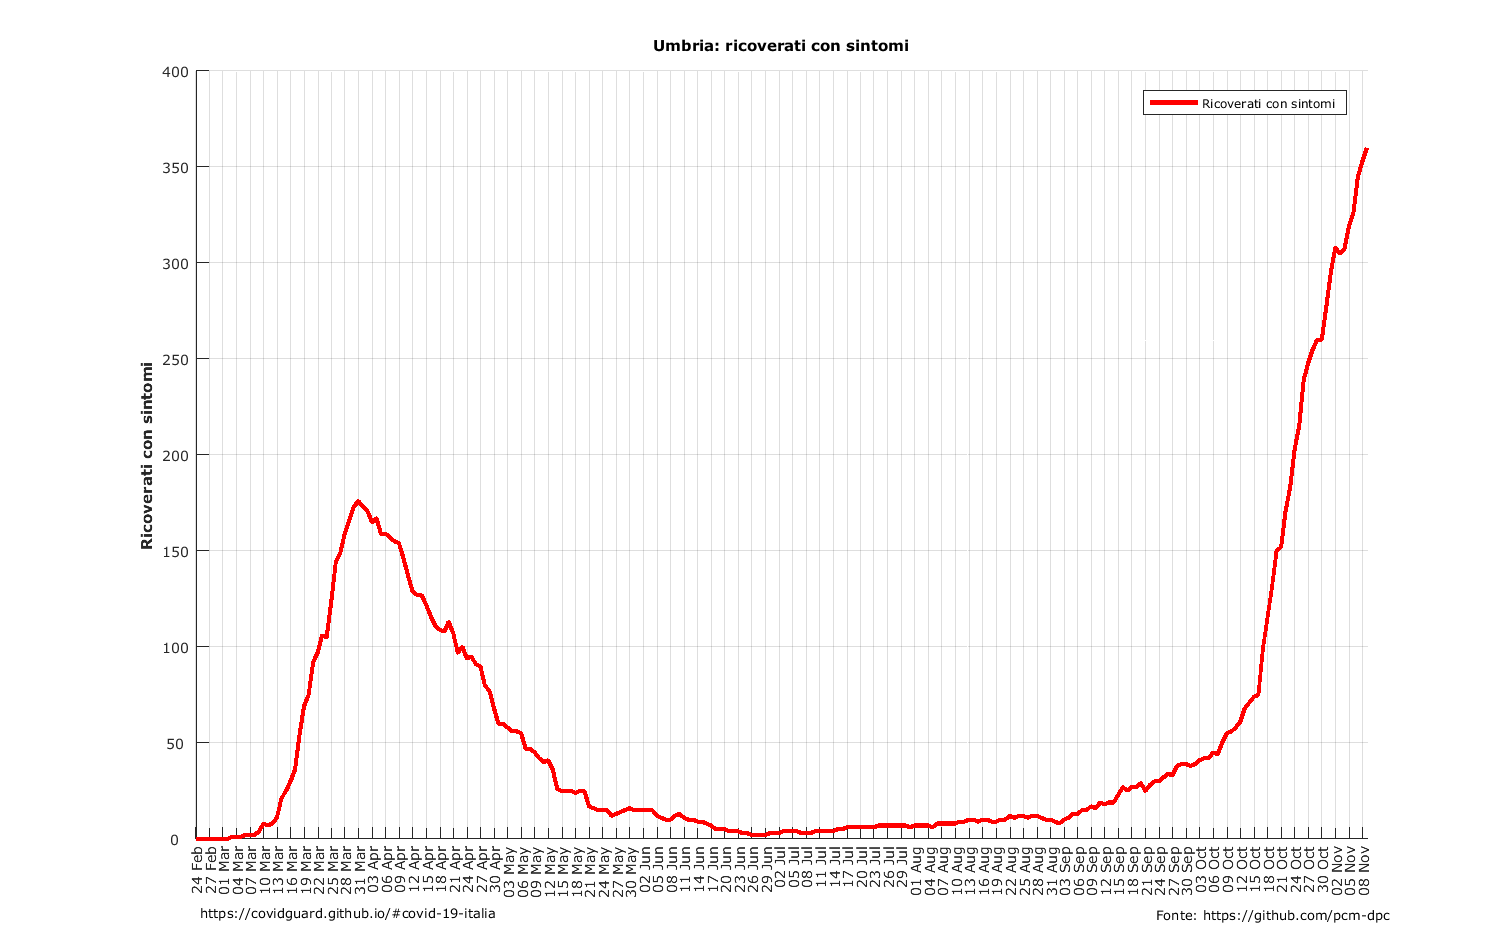 Umbria: ricoverati con sintomi
Ricoverati con sintomi
Ricoverati con sintomi
400
350
300
250
200
150
100
50
0
24 Feb
27 Feb
01 Mar
04 Mar
07 Mar
10 Mar
13 Mar
16 Mar
19 Mar
22 Mar
25 Mar
28 Mar
31 Mar
03 Apr
06 Apr
09 Apr
12 Apr
15 Apr
18 Apr
21 Apr
24 Apr
27 Apr
30 Apr
03 May
06 May
09 May
12 May
15 May
18 May
21 May
24 May
27 May
30 May
02 Jun
05 Jun
08 Jun
11 Jun
14 Jun
17 Jun
20 Jun
23 Jun
26 Jun
29 Jun
02 Jul
05 Jul
08 Jul
11 Jul
14 Jul
17 Jul
20 Jul
23 Jul
26 Jul
29 Jul
01 Aug
04 Aug
07 Aug
10 Aug
13 Aug
16 Aug
19 Aug
22 Aug
25 Aug
28 Aug
31 Aug
03 Sep
06 Sep
09 Sep
12 Sep
15 Sep
18 Sep
21 Sep
24 Sep
27 Sep
30 Sep
03 Oct
06 Oct
09 Oct
12 Oct
15 Oct
18 Oct
21 Oct
24 Oct
27 Oct
30 Oct
02 Nov
05 Nov
08 Nov
https://covidguard.github.io/#covid-19-italia
Fonte: https://github.com/pcm-dpc